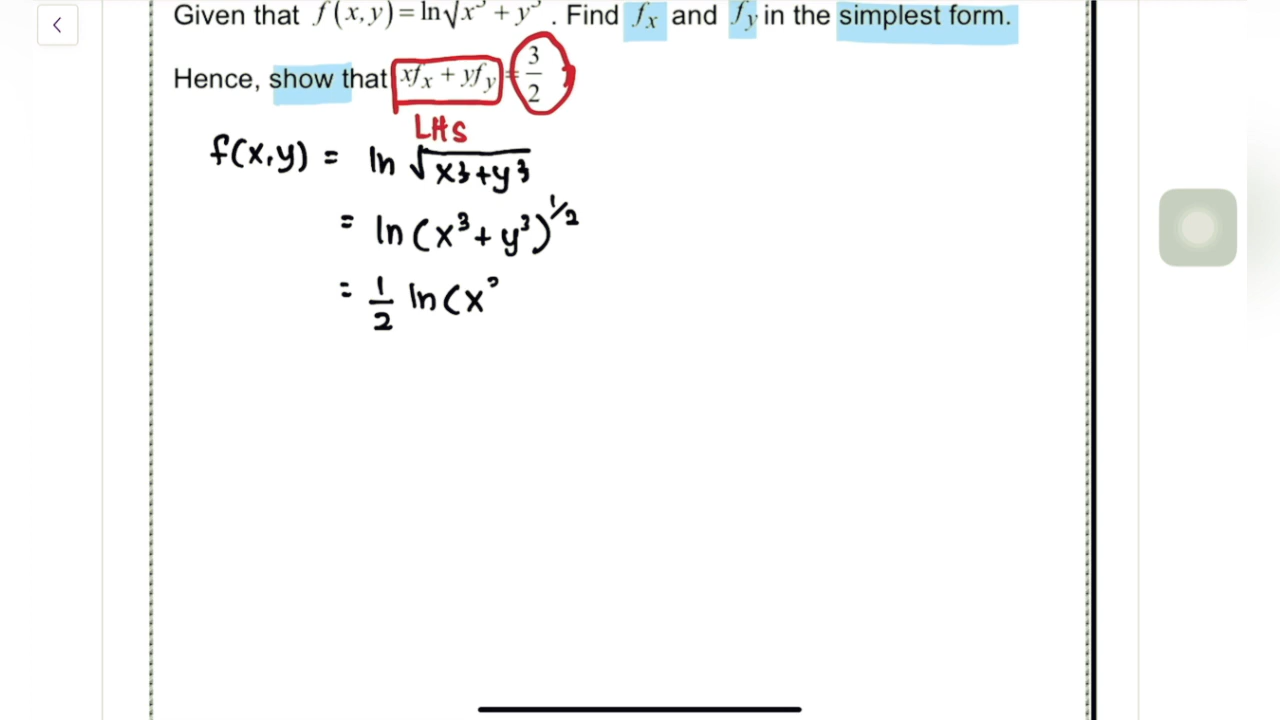 Given that f(x,y)=ln√x³+y³ . Find fx and fy in the simplest form.
Hence, show that xfx + yfy = 3/2
LHS
f(x,y) = ln √x³+y³
= ln(x³+y³)^1/2
= 1/2 ln(x³